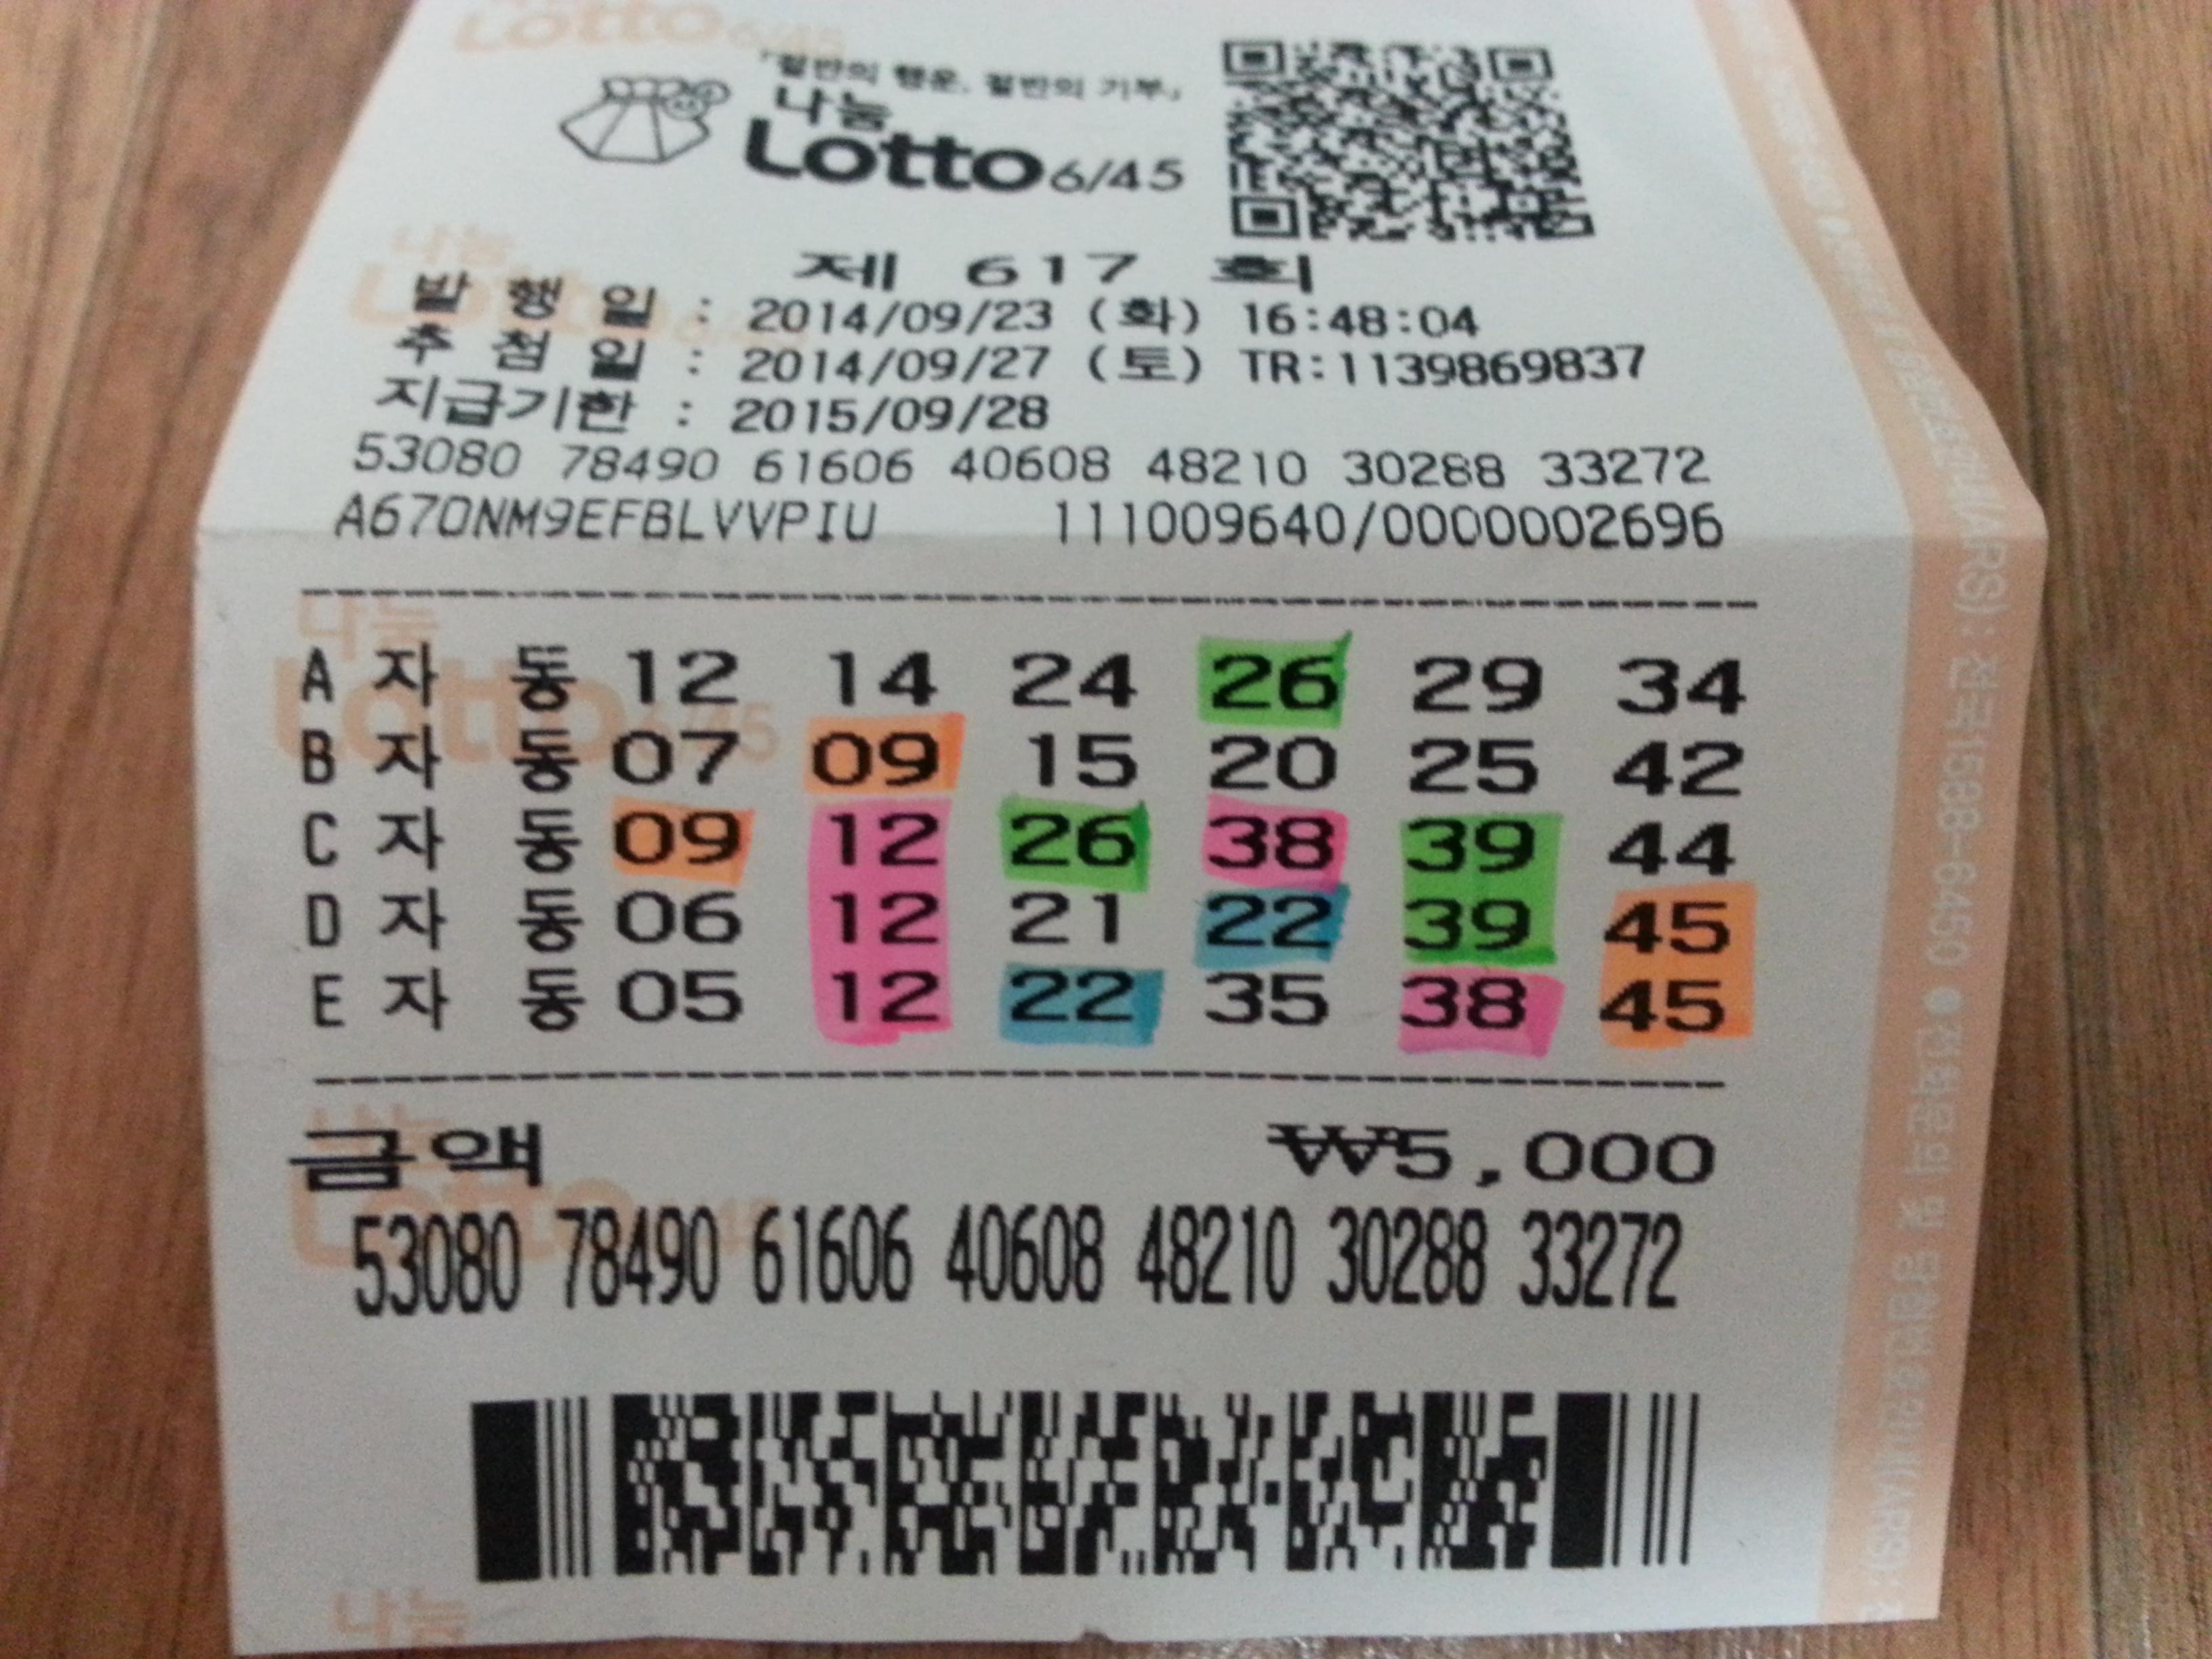 Lotto 6/45
「절반의 행운, 절반의 기부」
나눔
Lotto 6/45
제 617 회
발 행 일 : 2014/09/23 (화) 16:48:04
추 첨 일 : 2014/09/27 (토) TR:1139869837
지급기한 : 2015/09/28
53080 78490 61606 40608 48210 30288 33272
A670NM9EFBLVVPIU 111009640/0000002696
A 자 동 12 14 24 26 29 34
B 자 동 07 09 15 20 25 42
C 자 동 09 12 26 38 39 44
D 자 동 06 12 21 22 39 45
E 자 동 05 12 22 35 38 45
금액 ₩5,000
53080 78490 61606 40608 48210 30288 33272
나눔